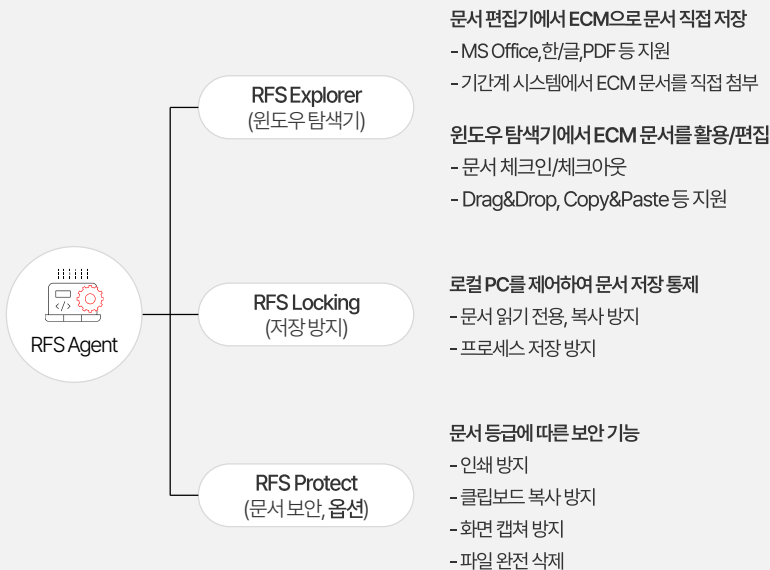 RFS Agent
RFS Explorer
(윈도우 탐색기)
문서 편집기에서 ECM으로 문서 직접 저장
- MS Office,한/글,PDF 등 지원
- 기간계 시스템에서 ECM 문서를 직접 첨부
윈도우 탐색기에서 ECM 문서를 활용/편집
- 문서 체크인/체크아웃
- Drag&Drop, Copy&Paste 등 지원
RFS Locking
(저장 방지)
로컬 PC를 제어하여 문서 저장 통제
- 문서 읽기 전용, 복사 방지
- 프로세스 저장 방지
RFS Protect
(문서 보안, 옵션)
문서 등급에 따른 보안 기능
- 인쇄 방지
- 클립보드 복사 방지
- 화면 캡쳐 방지
- 파일 완전 삭제